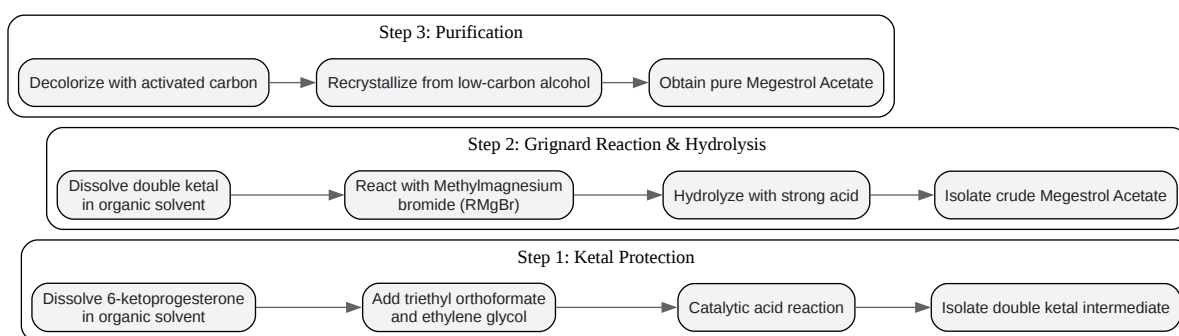 Step 3: Purification
Decolorize with activated carbon
Recrystallize from low-carbon alcohol
Obtain pure Megestrol Acetate
Step 2: Grignard Reaction & Hydrolysis
Dissolve double ketal
in organic solvent
React with Methylmagnesium
bromide (RMgBr)
Hydrolyze with strong acid
Isolate crude Megestrol Acetate
Step 1: Ketal Protection
Dissolve 6-ketoprogesterone
in organic solvent
Add triethyl orthoformate
and ethylene glycol
Catalytic acid reaction
Isolate double ketal intermediate